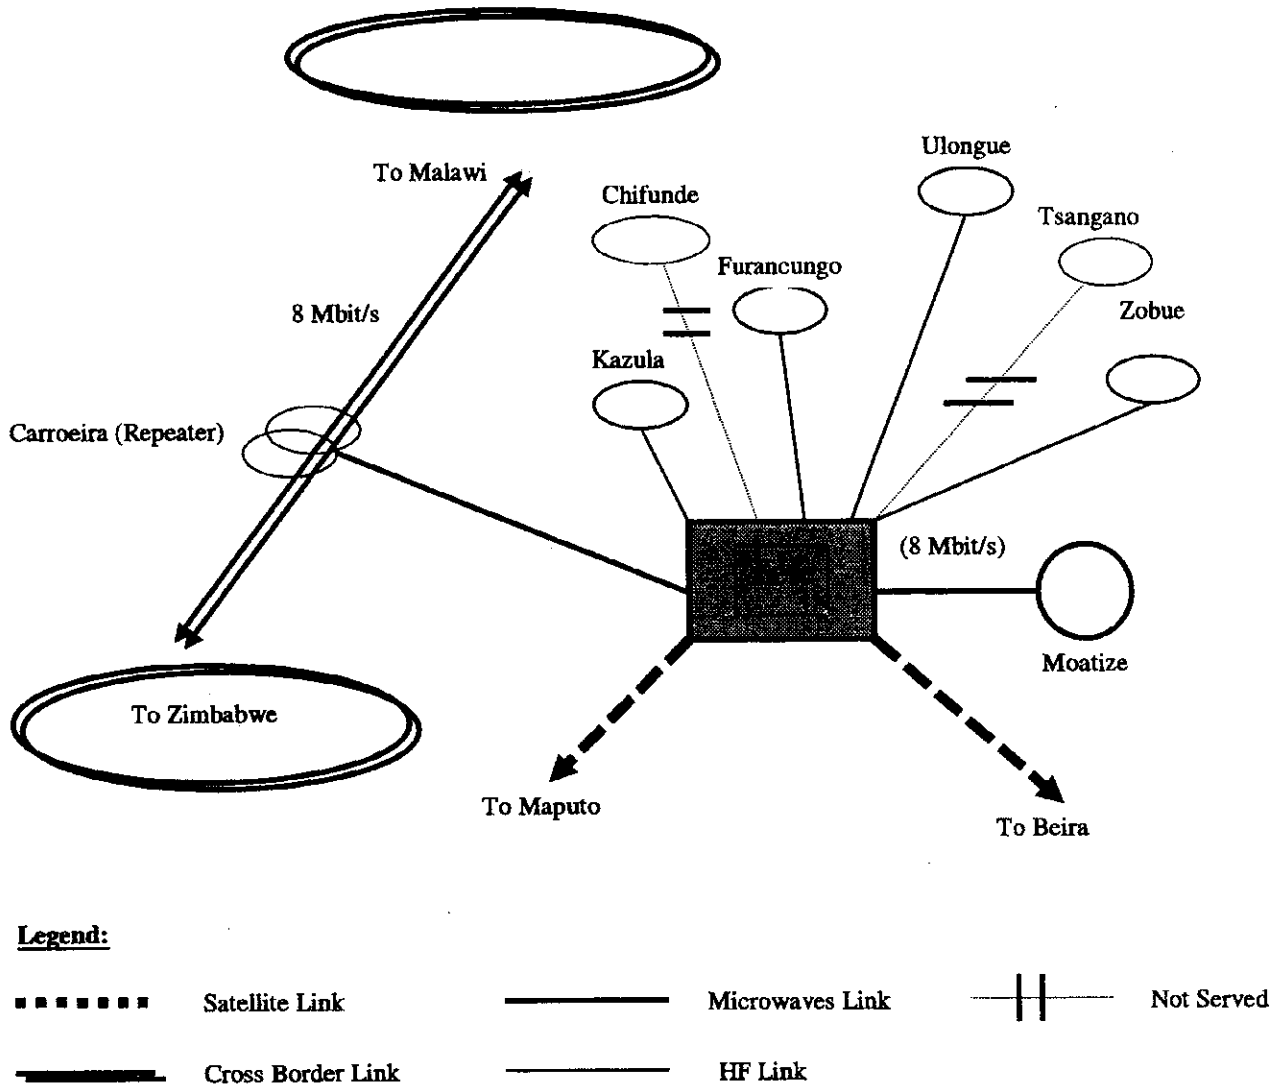 Ulongue
To Malawi
Chifunde
Tsangano
Furancungo
8 Mbit/s
Zobue
Kazula
Carroeira (Repeater)
(8 Mbit/s)
Moatize
To Zimbabwe
To Maputo
To Beira
Legend:
Satellite Link
Microwaves Link
Not Served
Cross Border Link
HF Link